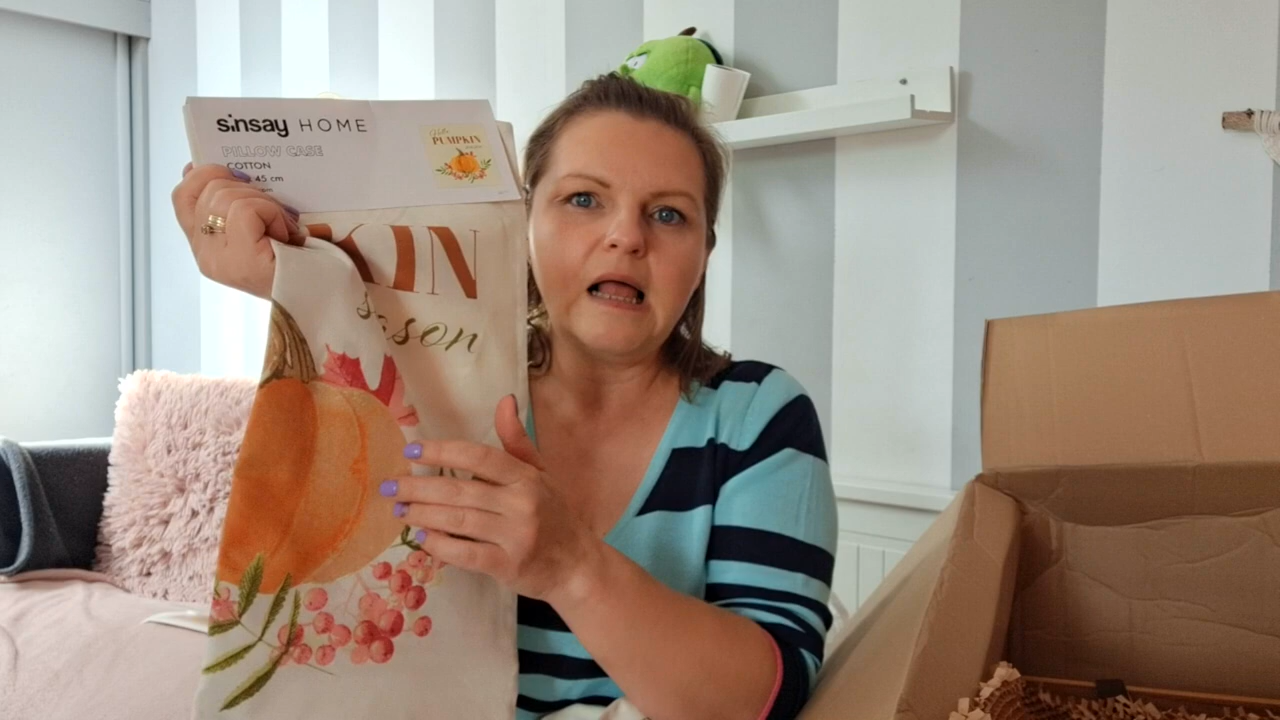 sinsay HOME
PILLOW CASE
COTTON
45 cm
Hello
PUMPKIN
KIN
season